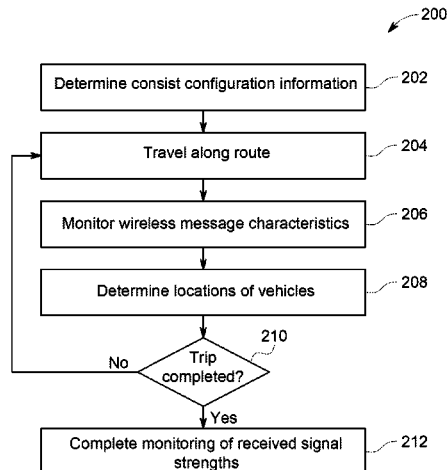 200
Determine consist configuration information
202
Travel along route
204
Monitor wireless message characteristics
206
Determine locations of vehicles
208
210
No
Trip
completed?
Yes
Complete monitoring of received signal
strengths
212